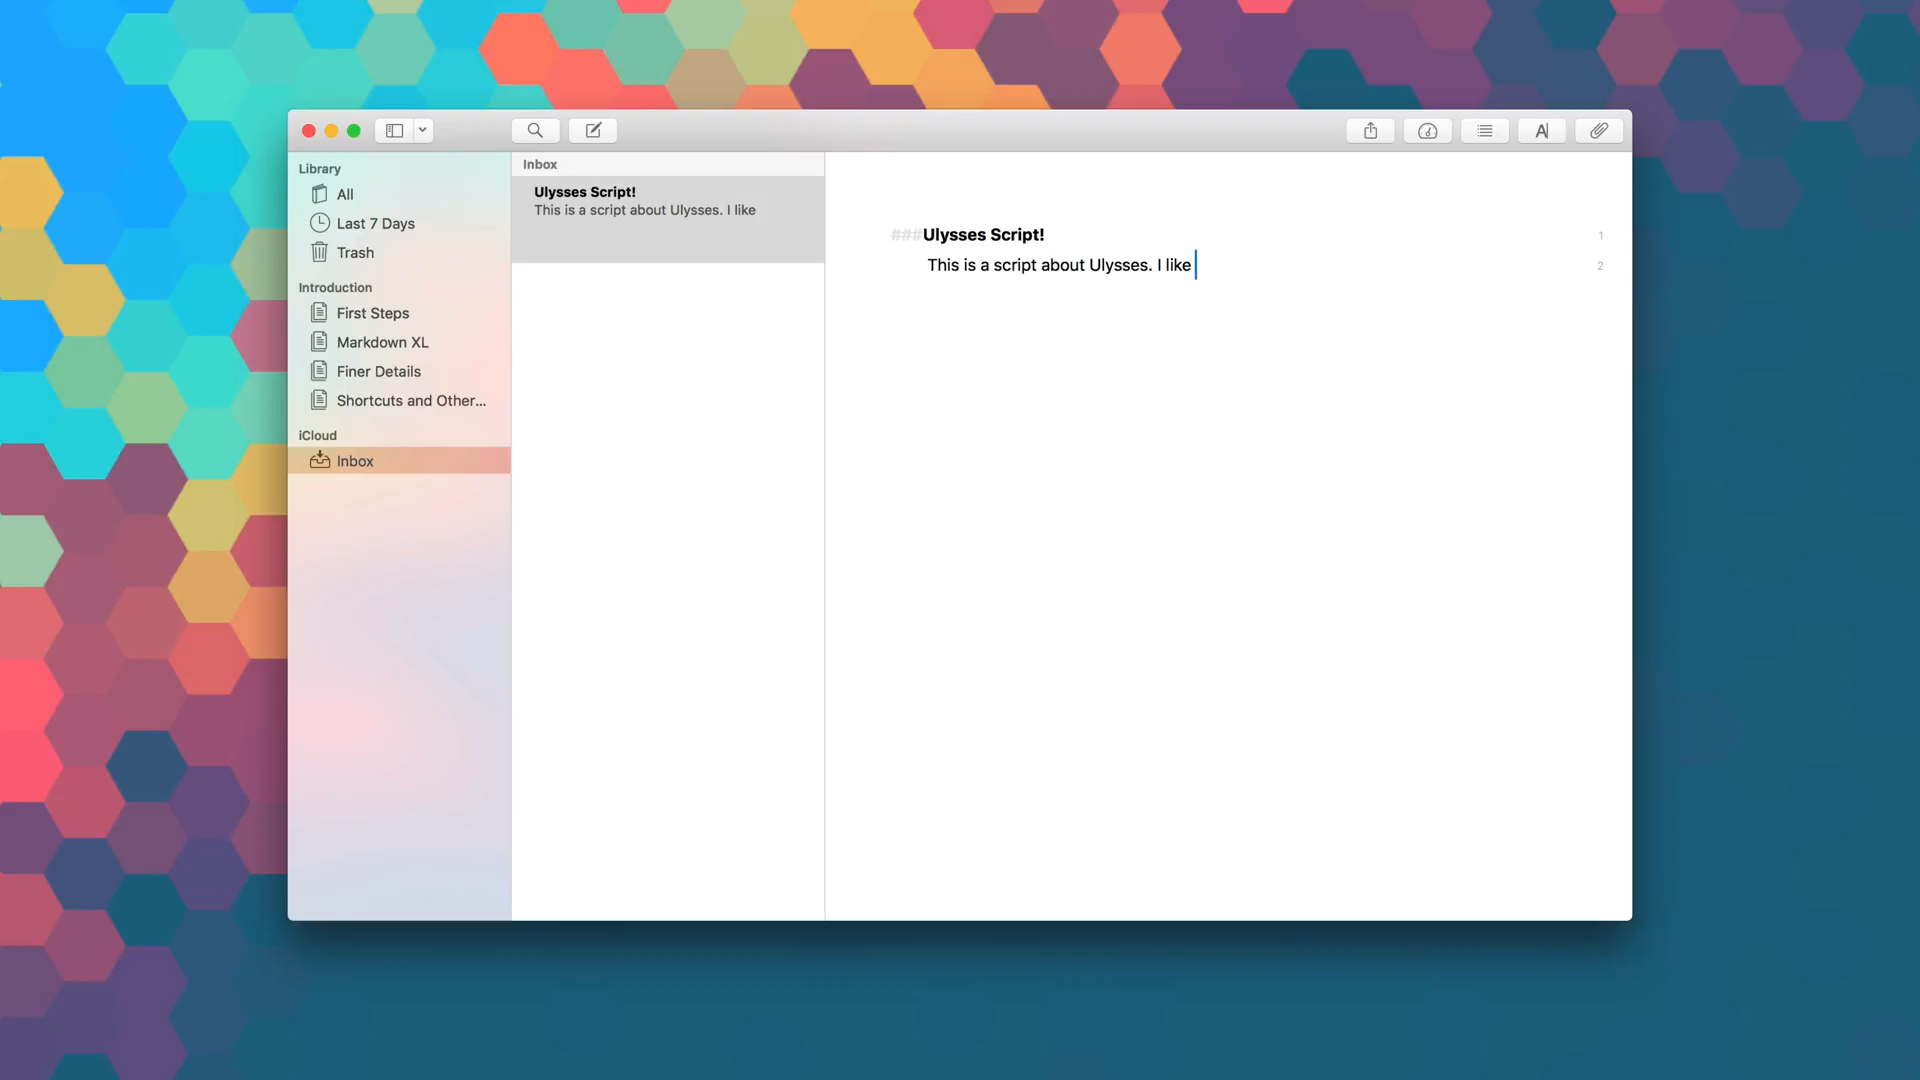 Library
All
Last 7 Days
Trash
Introduction
First Steps
Markdown XL
Finer Details
Shortcuts and Other...
iCloud
Inbox
Inbox
Ulysses Script!
This is a script about Ulysses. I like
###Ulysses Script! 1
This is a script about Ulysses. I like 2